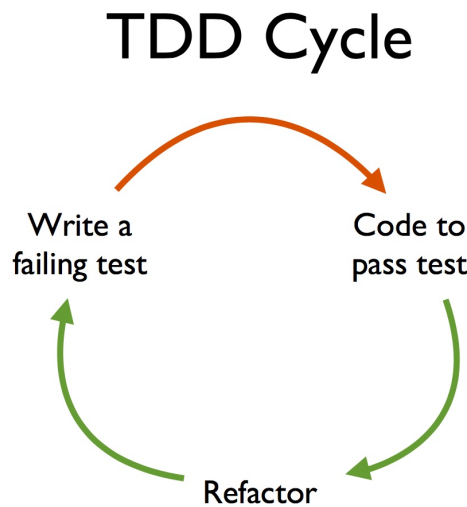 TDD Cycle
Write a
failing test
Code to
pass test
Refactor